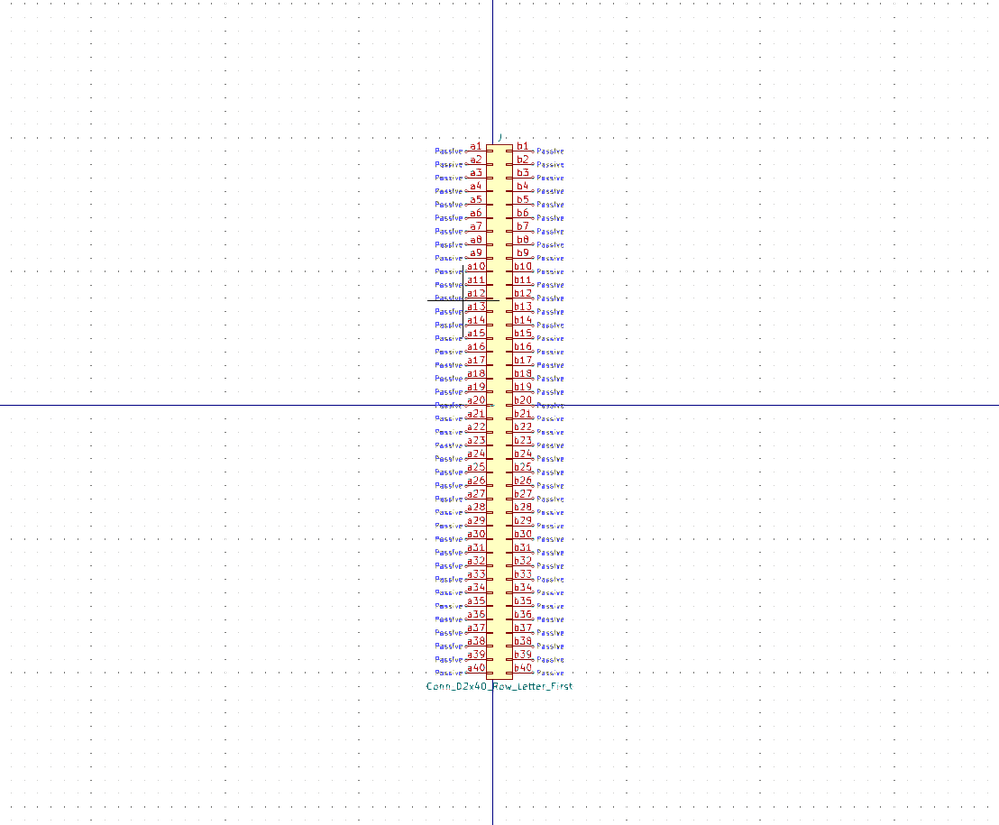 J
Passive a1 b1 Passive
Passive a2 b2 Passive
Passive a3 b3 Passive
Passive a4 b4 Passive
Passive a5 b5 Passive
Passive a6 b6 Passive
Passive a7 b7 Passive
Passive a8 b8 Passive
Passive a9 b9 Passive
Passive a10 b10 Passive
Passive a11 b11 Passive
Passive a12 b12 Passive
Passive a13 b13 Passive
Passive a14 b14 Passive
Passive a15 b15 Passive
Passive a16 b16 Passive
Passive a17 b17 Passive
Passive a18 b18 Passive
Passive a19 b19 Passive
Passive a20 b20 Passive
Passive a21 b21 Passive
Passive a22 b22 Passive
Passive a23 b23 Passive
Passive a24 b24 Passive
Passive a25 b25 Passive
Passive a26 b26 Passive
Passive a27 b27 Passive
Passive a28 b28 Passive
Passive a29 b29 Passive
Passive a30 b30 Passive
Passive a31 b31 Passive
Passive a32 b32 Passive
Passive a33 b33 Passive
Passive a34 b34 Passive
Passive a35 b35 Passive
Passive a36 b36 Passive
Passive a37 b37 Passive
Passive a38 b38 Passive
Passive a39 b39 Passive
Passive a40 b40 Passive
Conn_02x40_Row_Letter_First